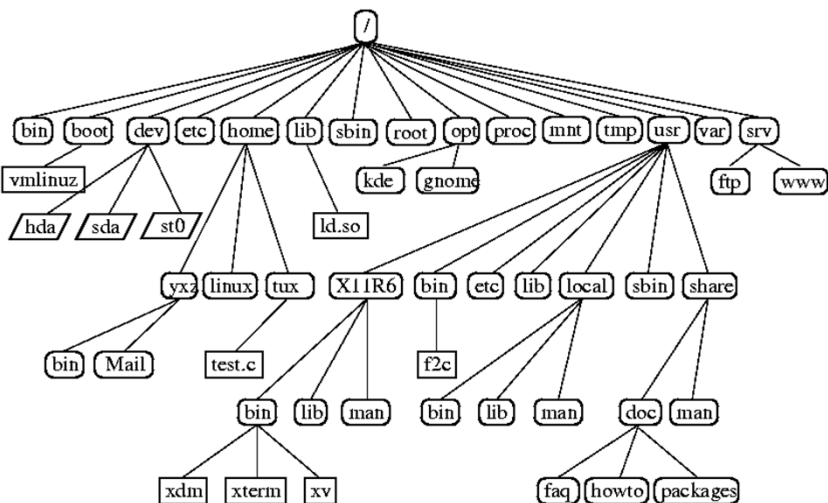 /
bin boot dev etc home lib sbin root opt proc mnt tmp usr var srv
vmlinuz kde gnome ftp www
hda sda st0 ld.so
yxz linux tux X11R6 bin etc lib local sbin share
bin Mail test.c f2c
bin lib man bin lib man doc man
xdm xterm xv faq howto packages